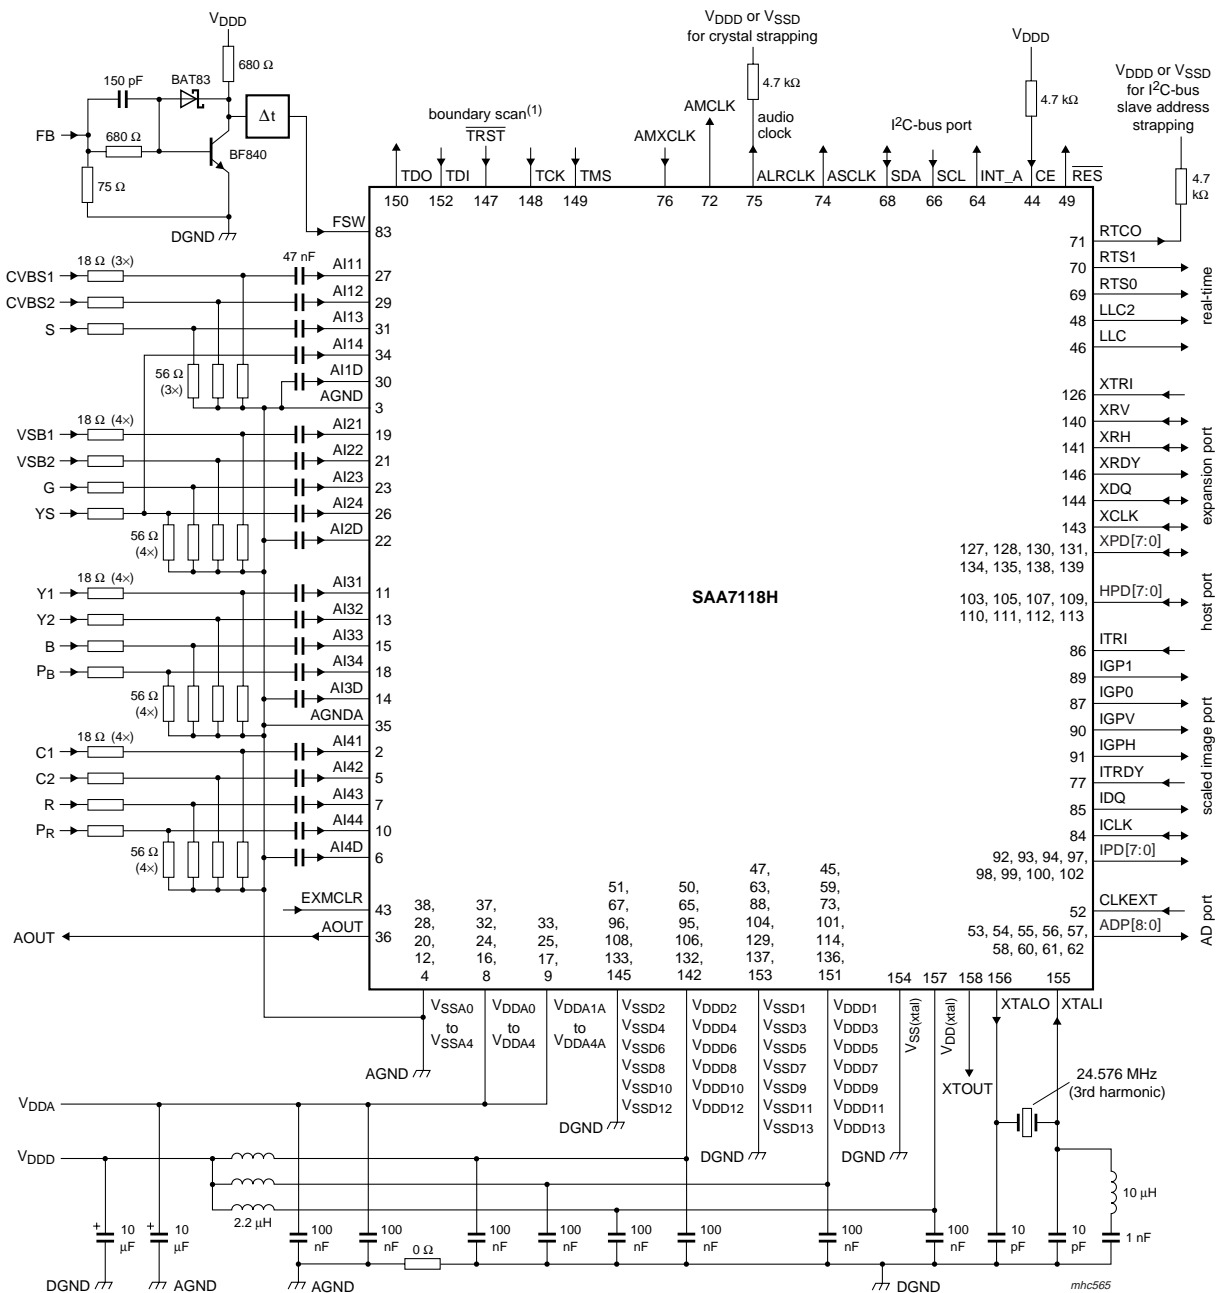 VDDD
680 Ω
150 pF
BAT83
Δt
FB
680 Ω
BF840
75 Ω
DGND
VDDD or VSSD
for crystal strapping
4.7 kΩ
audio
clock
VDDD
4.7 kΩ
VDDD or VSSD
for I²C-bus
slave address
strapping
4.7
kΩ
boundary scan(1)
I²C-bus port
TDO
150
TDI
152
TRST
147
TCK
148
TMS
149
AMXCLK
76
AMCLK
72
ALRCLK
75
ASCLK
74
SDA
68
SCL
66
INT_A
64
CE
44
RES
49
FSW
83
18 Ω (3×)
47 nF
CVBS1
AI11
27
CVBS2
AI12
29
S
AI13
31
AI14
34
56 Ω
(3×)
AI1D
30
AGND
3
18 Ω (4×)
VSB1
AI21
19
VSB2
AI22
21
G
AI23
23
YS
AI24
26
56 Ω
(4×)
AI2D
22
18 Ω (4×)
Y1
AI31
11
Y2
AI32
13
B
AI33
15
PB
AI34
18
56 Ω
(4×)
AI3D
14
AGNDA
35
18 Ω (4×)
C1
AI41
2
C2
AI42
5
R
AI43
7
PR
AI44
10
56 Ω
(4×)
AI4D
6
EXMCLR
43
AOUT
AOUT
36
SAA7118H
71
RTCO
70
RTS1
69
RTS0
48
LLC2
46
LLC
real-time
126
XTRI
140
XRV
141
XRH
146
XRDY
144
XDQ
143
XCLK
127, 128, 130, 131,
134, 135, 138, 139
XPD[7:0]
expansion port
103, 105, 107, 109,
110, 111, 112, 113
HPD[7:0]
host port
86
ITRI
89
IGP1
87
IGP0
90
IGPV
91
IGPH
77
ITRDY
85
IDQ
84
ICLK
92, 93, 94, 97,
98, 99, 100, 102
IPD[7:0]
scaled image port
52
CLKEXT
53, 54, 55, 56, 57,
58, 60, 61, 62
ADP[8:0]
AD port
38,
28,
20,
12,
4
37,
32,
24,
16,
8
33,
25,
17,
9
51,
67,
96,
108,
133,
145
50,
65,
95,
106,
132,
142
47,
63,
88,
104,
129,
137,
153
45,
59,
73,
101,
114,
136,
151
154
157
158
156
155
VSSA0
to
VSSA4
VDDA0
to
VDDA4
VDDA1A
to
VDDA4A
VSSD2
VSSD4
VSSD6
VSSD8
VSSD10
VSSD12
VDDD2
VDDD4
VDDD6
VDDD8
VDDD10
VDDD12
VSSD1
VSSD3
VSSD5
VSSD7
VSSD9
VSSD11
VSSD13
VDDD1
VDDD3
VDDD5
VDDD7
VDDD9
VDDD11
VDDD13
VSS(xtal)
VDD(xtal)
XTOUT
XTALO
XTALI
24.576 MHz
(3rd harmonic)
AGND
DGND
DGND
DGND
VDDA
VDDD
2.2 μH
10 μH
+
10
μF
+
10
μF
100
nF
100
nF
100
nF
100
nF
100
nF
100
nF
100
nF
100
nF
10
pF
10
pF
1 nF
0 Ω
DGND
AGND
AGND
DGND
mhc565